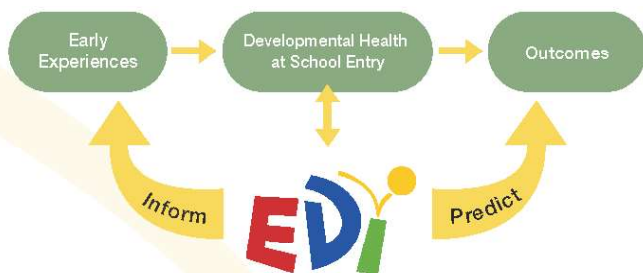 Early
Experiences
Developmental Health
at School Entry
Outcomes
Inform
EDI
Predict